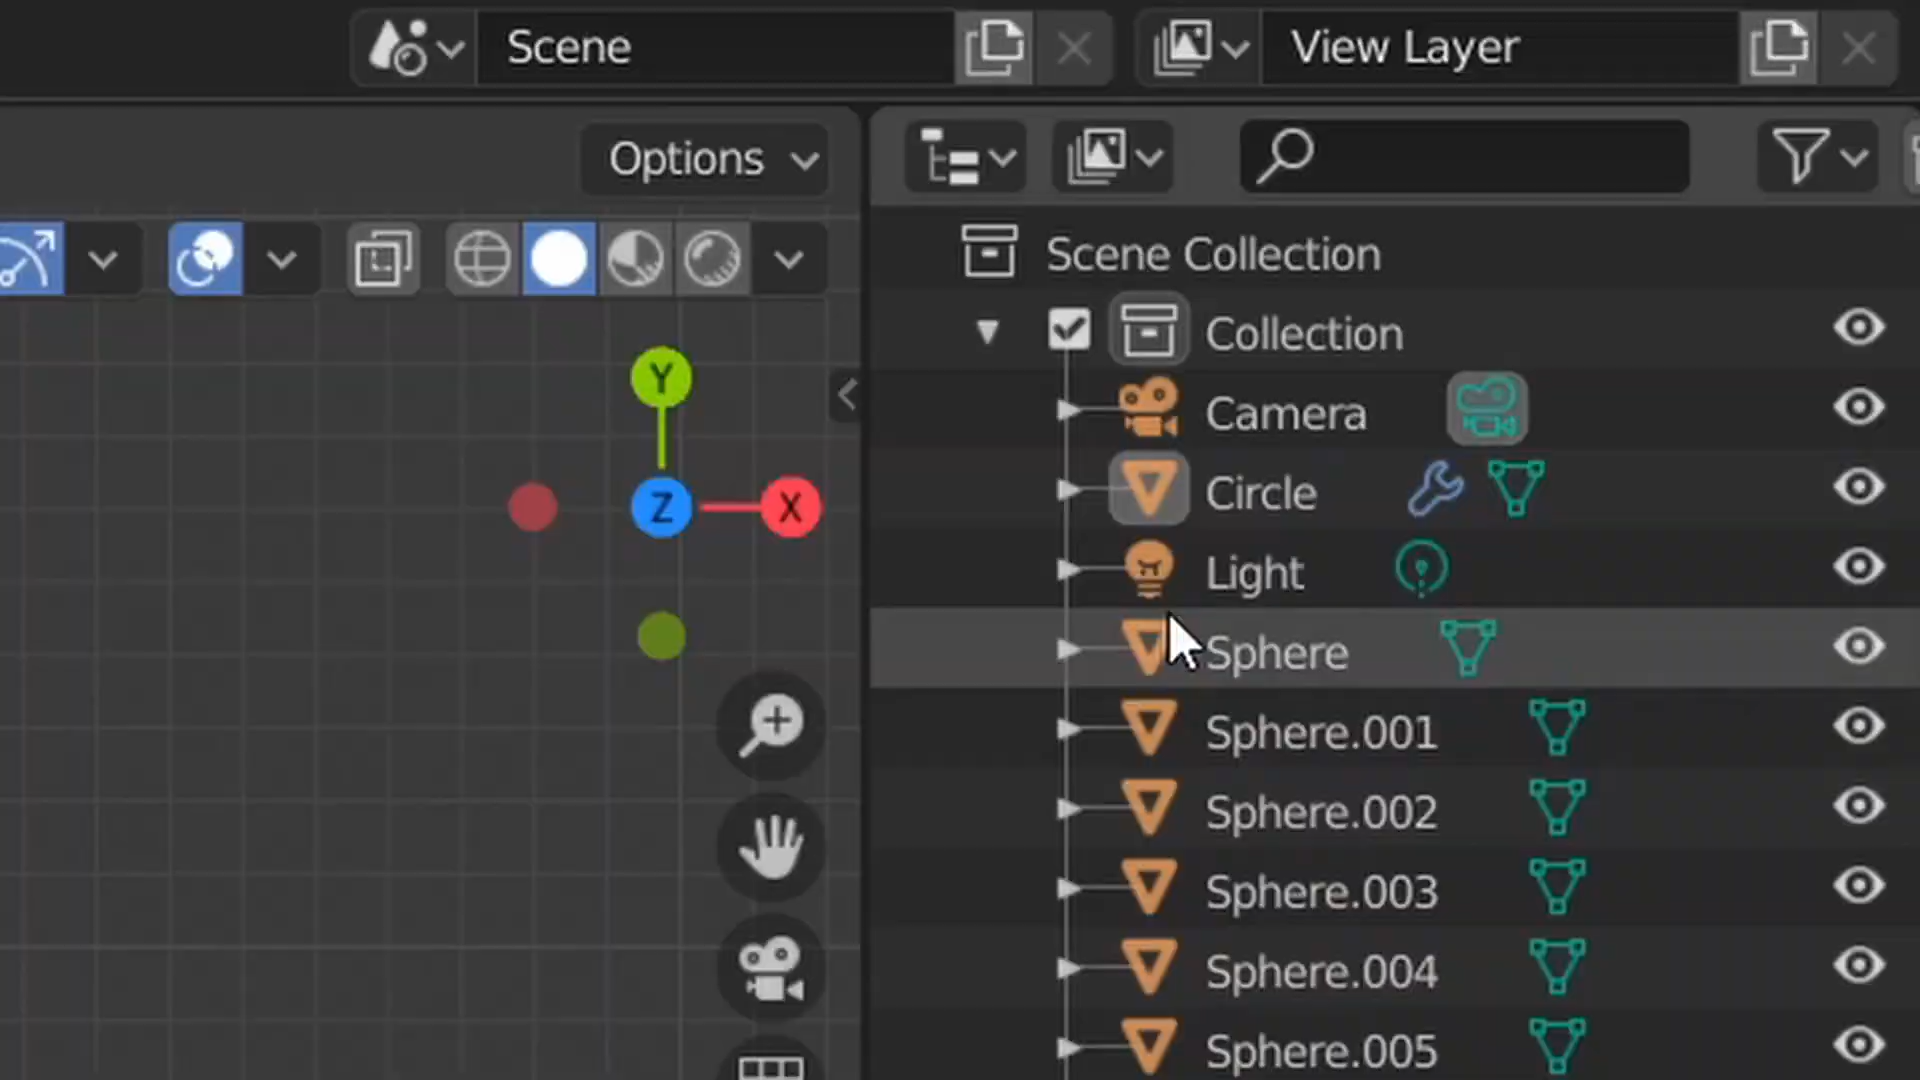 Scene
View Layer
Options
Scene Collection
Collection
Y
Camera
Z
X
Circle
Light
Sphere
Sphere.001
Sphere.002
Sphere.003
Sphere.004
Sphere.005